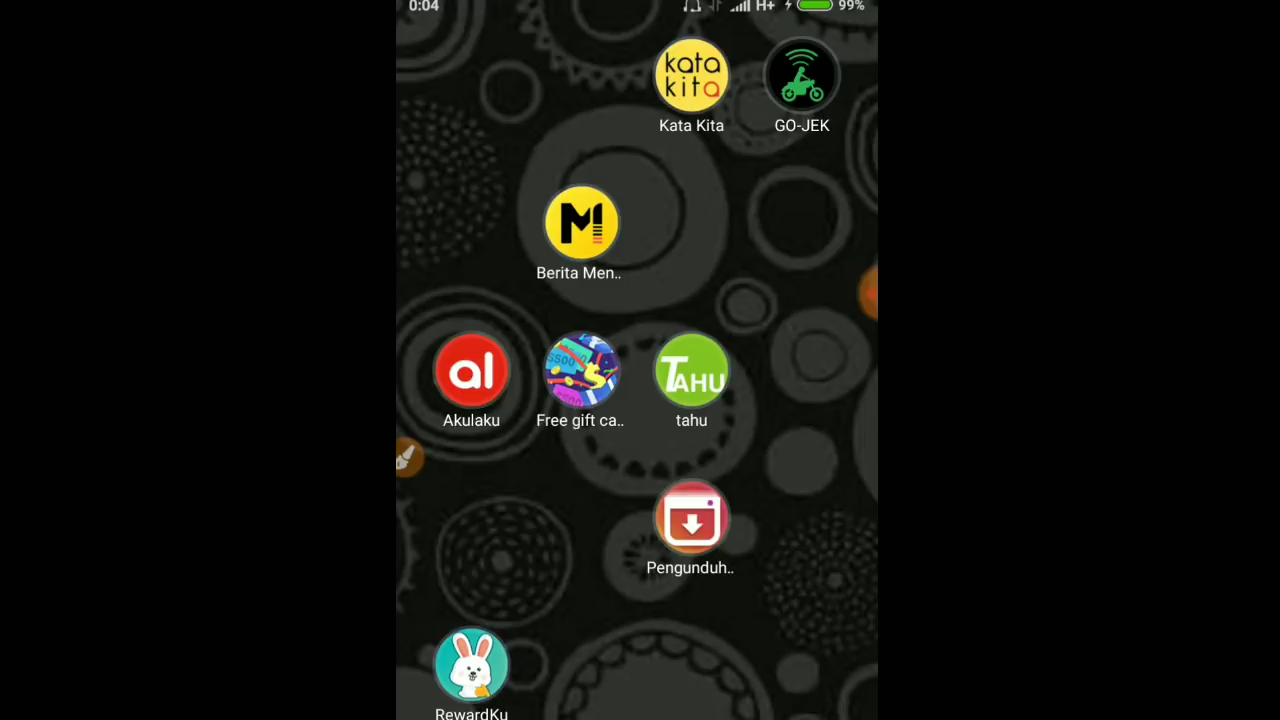 0:04 H+ 99%
kata
kita
Kata Kita GO-JEK
M
Berita Men..
al
TAHU
Akulaku Free gift ca.. tahu
Pengunduh..
RewardKu